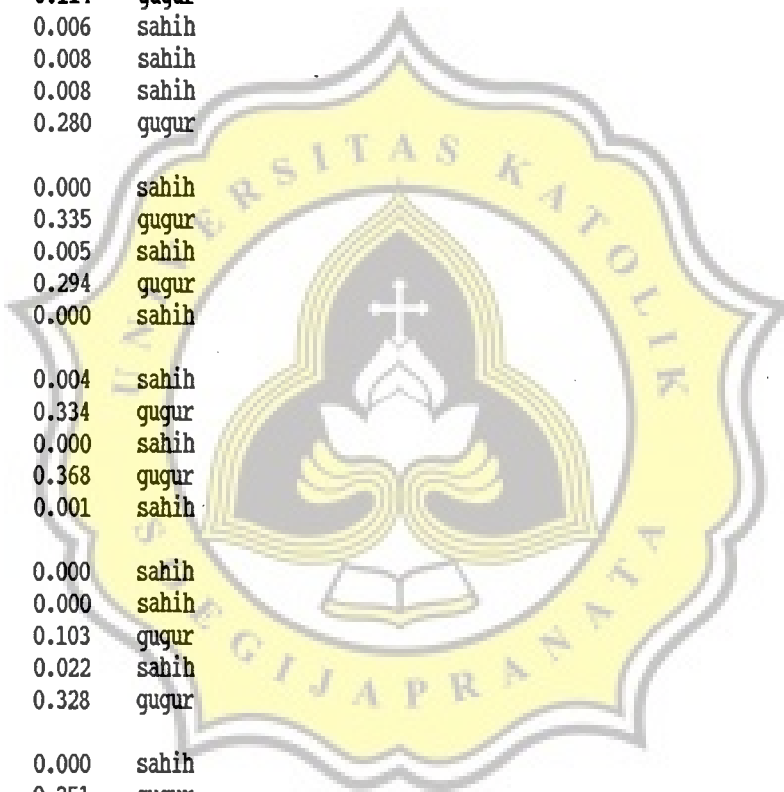 0.006 sahih
0.008 sahih
0.008 sahih
0.280 gugur
0.000 sahih
0.335 gugur
0.005 sahih
0.294 gugur
0.000 sahih
0.004 sahih
0.334 gugur
0.000 sahih
0.368 gugur
0.001 sahih
0.000 sahih
0.000 sahih
0.103 gugur
0.022 sahih
0.328 gugur
0.000 sahih
UNIVERSITAS KATOLIK
SOEGIJAPRANATA